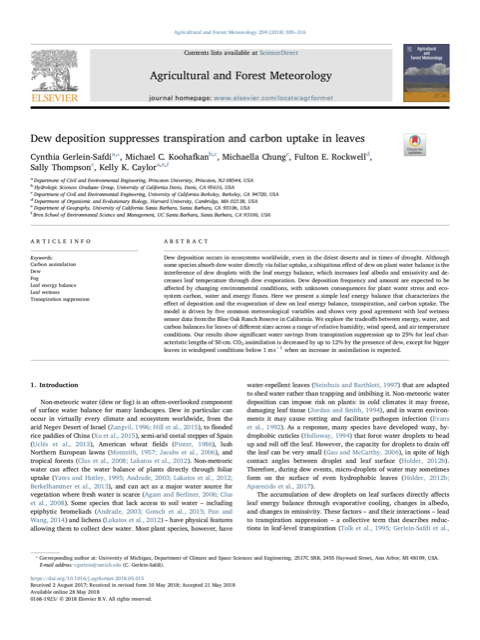 Agricultural and Forest Meteorology 259 (2018) 305–316
Contents lists available at ScienceDirect
Agricultural and Forest Meteorology
journal homepage: www.elsevier.com/locate/agrformet
ELSEVIER
Agricultural
and
Forest Meteorology
Dew deposition suppresses transpiration and carbon uptake in leaves
Check for
updates
Cynthia Gerlein-Safdi, Michael C. Koohafkan, Michaella Chung, Fulton E. Rockwell,
Sally Thompson, Kelly K. Caylor
a Department of Civil and Environmental Engineering, Princeton University, Princeton, NJ 08544, USA
b Hydrologic Sciences Graduate Group, University of California Davis, Davis, CA 95616, USA
c Department of Civil and Environmental Engineering, University of California Berkeley, Berkeley, CA 94720, USA
d Department of Organismic and Evolutionary Biology, Harvard University, Cambridge, MA 02138, USA
e Department of Geography, University of California Santa Barbara, Santa Barbara, CA 93106, USA
f Bren School of Environmental Science and Management, UC Santa Barbara, Santa Barbara, CA 93106, USA
ARTICLE INFO
Keywords:
Carbon assimilation
Dew
Fog
Leaf energy balance
Leaf wetness
Transpiration suppression
ABSTRACT
Dew deposition occurs in ecosystems worldwide, even in the driest deserts and in times of drought. Although
some species absorb dew water directly via foliar uptake, a ubiquitous effect of dew on plant water balance is the
interference of dew droplets with the leaf energy balance, which increases leaf albedo and emissivity and de-
creases leaf temperature through dew evaporation. Dew deposition frequency and amount are expected to be
affected by changing environmental conditions, with unknown consequences for plant water stress and eco-
system carbon, water and energy fluxes. Here we present a simple leaf energy balance that characterizes the
effect of deposition and the evaporation of dew on leaf energy balance, transpiration, and carbon uptake. The
model is driven by five common meteorological variables and shows very good agreement with leaf wetness
sensor data from the Blue Oak Ranch Reserve in California. We explore the tradeoffs between energy, water, and
carbon balances for leaves of different sizes across a range of relative humidity, wind speed, and air temperature
conditions. Our results show significant water savings from transpiration suppression up to 25% for leaf char-
acteristic lengths of 50 cm. CO2 assimilation is decreased by up to 12% by the presence of dew, except for bigger
leaves in windspeed conditions below 1 m s−1 when an increase in assimilation is expected.
1. Introduction
Non-meteoric water (dew or fog) is an often-overlooked component
of surface water balance for many landscapes. Dew in particular can
occur in virtually every climate and ecosystem worldwide, from the
arid Negev Desert of Israel (Zangvil, 1996; Hill et al., 2015), to flooded
rice paddies of China (Xu et al., 2015), semi-arid coastal steppes of Spain
(Uclés et al., 2013), American wheat fields (Pinter, 1986), lush
Northern European lawns (Monteith, 1957; Jacobs et al., 2006), and
tropical forests (Clus et al., 2008; Lakatos et al., 2012). Non-meteoric
water can affect the water balance of plants directly through foliar
uptake (Yates and Hutley, 1995; Andrade, 2003; Lakatos et al., 2012;
Berkelhammer et al., 2013), and can act as a major water source for
vegetation where fresh water is scarce (Agam and Berliner, 2006; Clus
et al., 2008). Some species that lack access to soil water – including
epiphytic bromeliads (Andrade, 2003; Gotsch et al., 2015; Pan and
Wang, 2014) and lichens (Lakatos et al., 2012) – have physical features
allowing them to collect dew water. Most plant species, however, have
water-repellent leaves (Neinhuis and Barthlott, 1997) that are adapted
to shed water rather than trapping and imbibing it. Non-meteoric water
deposition can impose risk on plants: in cold climates it may freeze,
damaging leaf tissue (Jordan and Smith, 1994), and in warm environ-
ments it may cause rotting and facilitate pathogen infection (Evans
et al., 1992). As a response, many species have developed waxy, hy-
drophobic cuticles (Holloway, 1994) that force water droplets to bead
up and roll off the leaf. However, the capacity for droplets to drain off
the leaf can be very small (Gao and McCarthy, 2006), in spite of high
contact angles between droplet and leaf surface (Holder, 2012b).
Therefore, during dew events, micro-droplets of water may sometimes
form on the surface of even hydrophobic leaves (Holder, 2012b;
Aparecido et al., 2017).
The accumulation of dew droplets on leaf surfaces directly affects
leaf energy balance through evaporative cooling, changes in albedo,
and changes in emissivity. These factors – and their interactions – lead
to transpiration suppression – a collective term that describes reduc-
tions in leaf-level transpiration (Tolk et al., 1995; Gerlein-Safdi et al.,
* Corresponding author at: University of Michigan, Department of Climate and Space Sciences and Engineering, 2517C SRB, 2455 Hayward Street, Ann Arbor, MI 48109, USA.
E-mail address: cgerlein@umich.edu (C. Gerlein-Safdi).
https://doi.org/10.1016/j.agrformet.2018.05.015
Received 2 August 2017; Received in revised form 10 May 2018; Accepted 21 May 2018
Available online 28 May 2018
0168-1923/ © 2018 Elsevier B.V. All rights reserved.